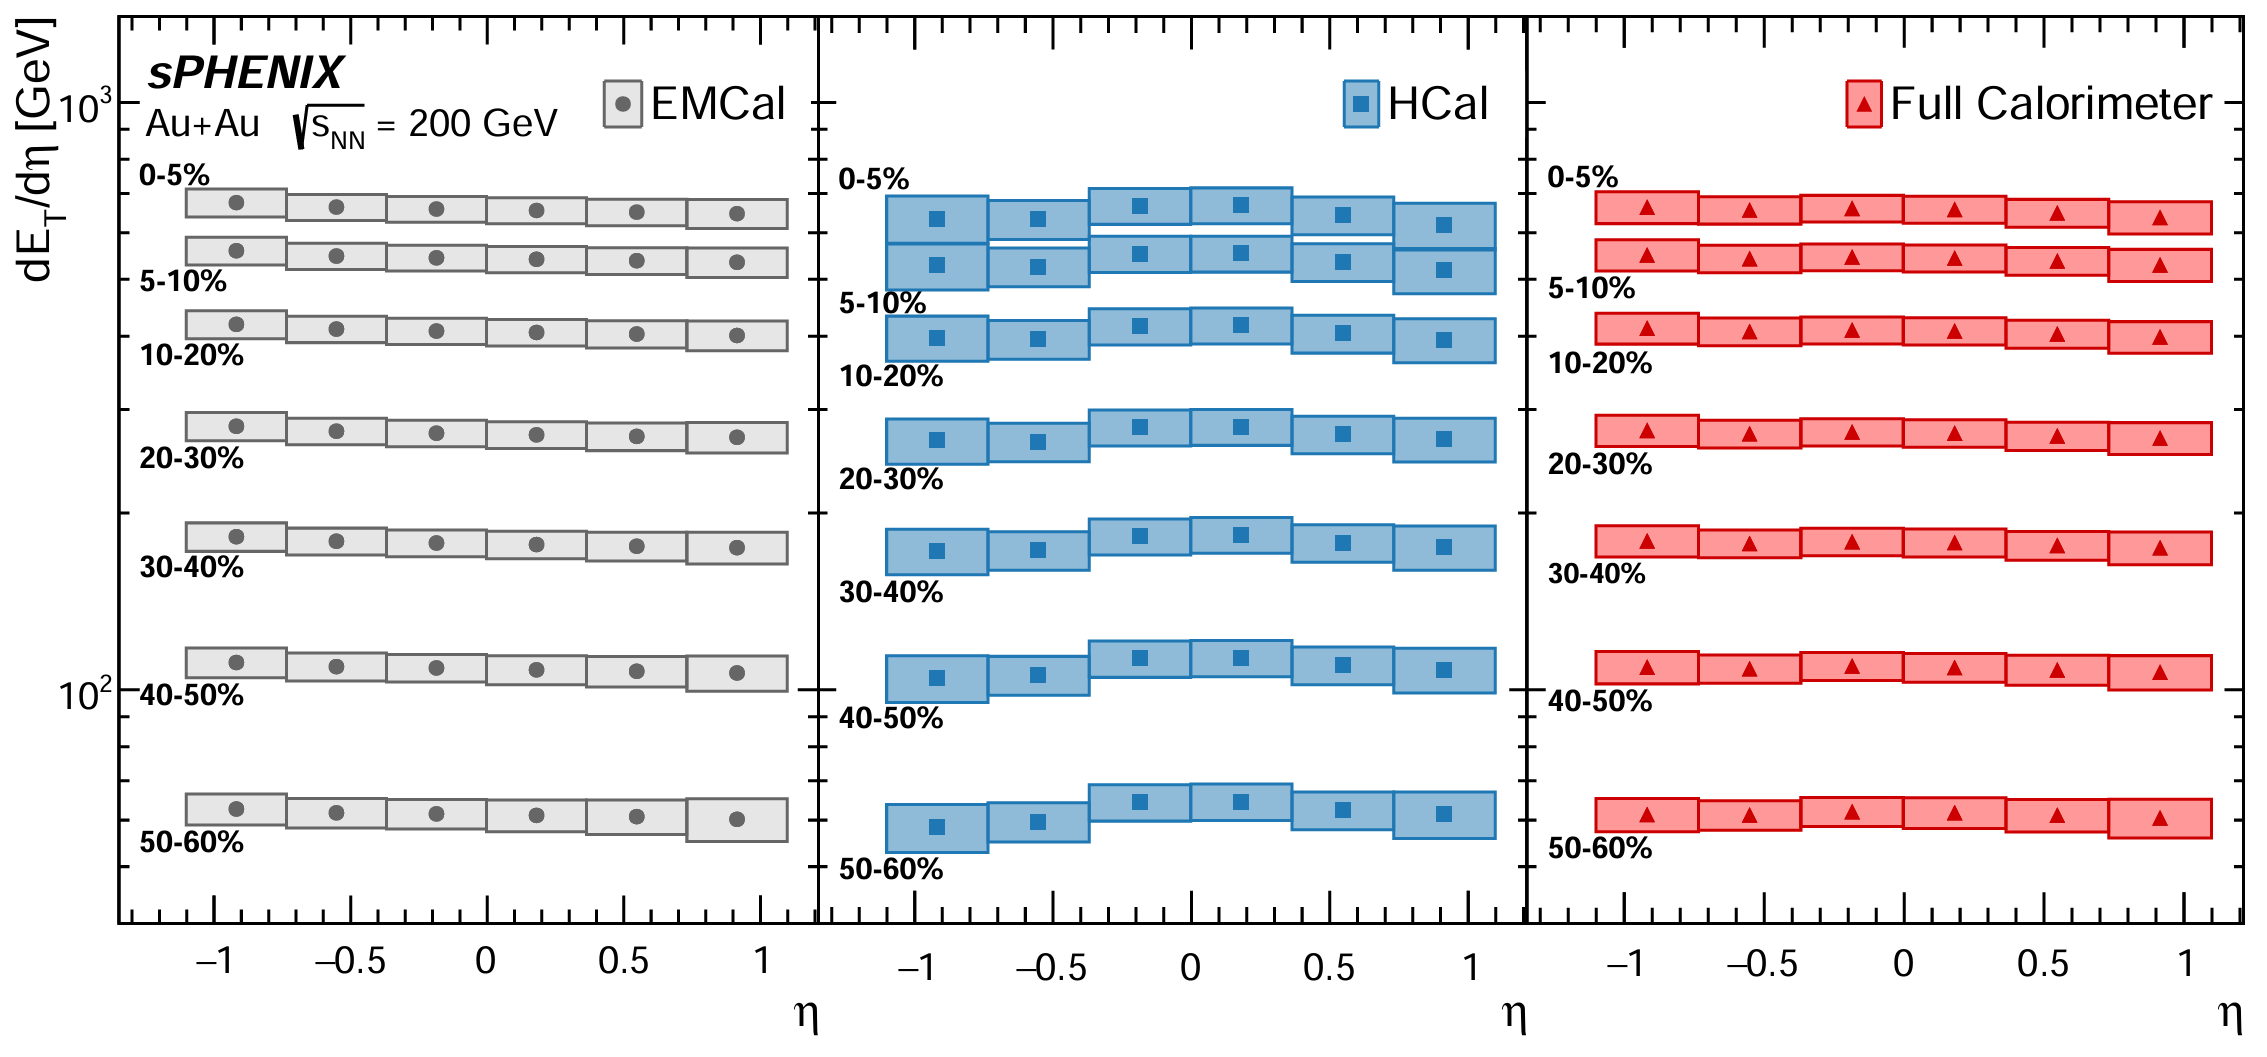 dE_T/dη [GeV]
10³
10²
sPHENIX
Au+Au √s_NN = 200 GeV
EMCal
0-5%
5-10%
10-20%
20-30%
30-40%
40-50%
50-60%
−1 −0.5 0 0.5 1
η
HCal
0-5%
5-10%
10-20%
20-30%
30-40%
40-50%
50-60%
−1 −0.5 0 0.5 1
η
Full Calorimeter
0-5%
5-10%
10-20%
20-30%
30-40%
40-50%
50-60%
−1 −0.5 0 0.5 1
η